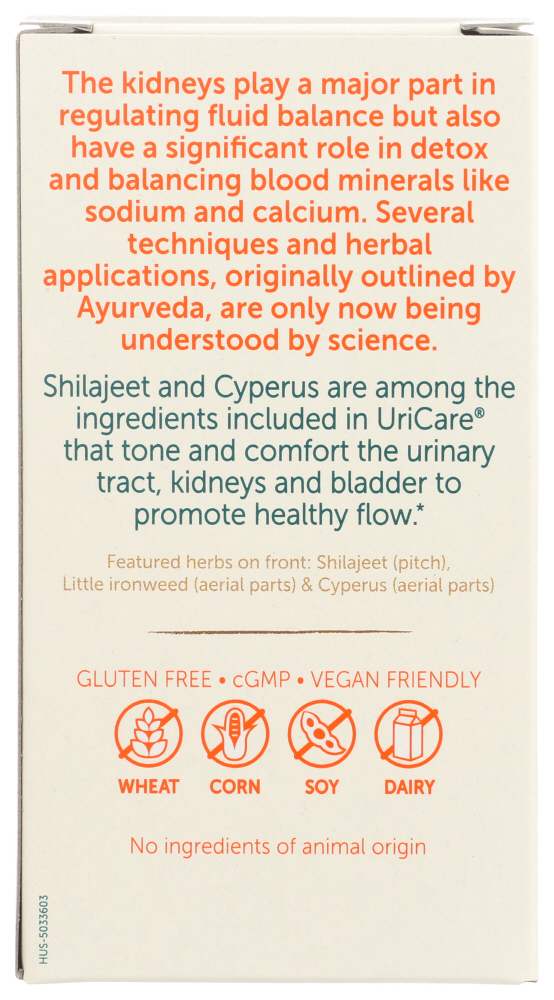 The kidneys play a major part in
regulating fluid balance but also
have a significant role in detox
and balancing blood minerals like
sodium and calcium. Several
techniques and herbal
applications, originally outlined by
Ayurveda, are only now being
understood by science.
Shilajeet and Cyperus are among the
ingredients included in UriCare®
that tone and comfort the urinary
tract, kidneys and bladder to
promote healthy flow.*
Featured herbs on front: Shilajeet (pitch),
Little ironweed (aerial parts) & Cyperus (aerial parts)
GLUTEN FREE • cGMP • VEGAN FRIENDLY
WHEAT CORN SOY DAIRY
No ingredients of animal origin
HUS-5033603